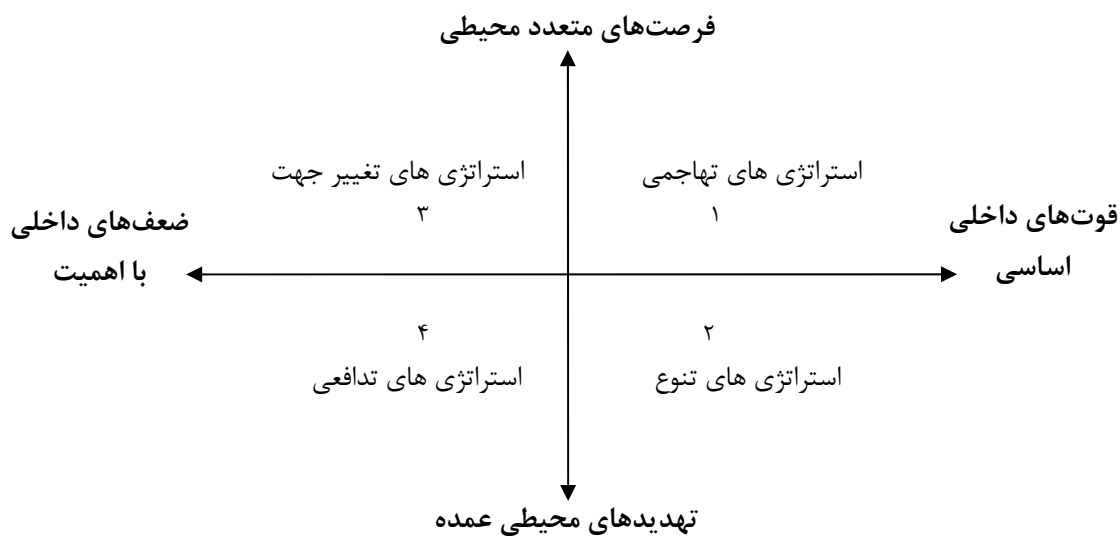 فرصت‌های متعدد محیطی
استراتژی های تهاجمی
۱
استراتژی های تغییر جهت
۳
قوت‌های داخلی
اساسی
ضعف‌های داخلی
با اهمیت
۲
استراتژی های تنوع
۴
استراتژی های تدافعی
تهدیدهای محیطی عمده